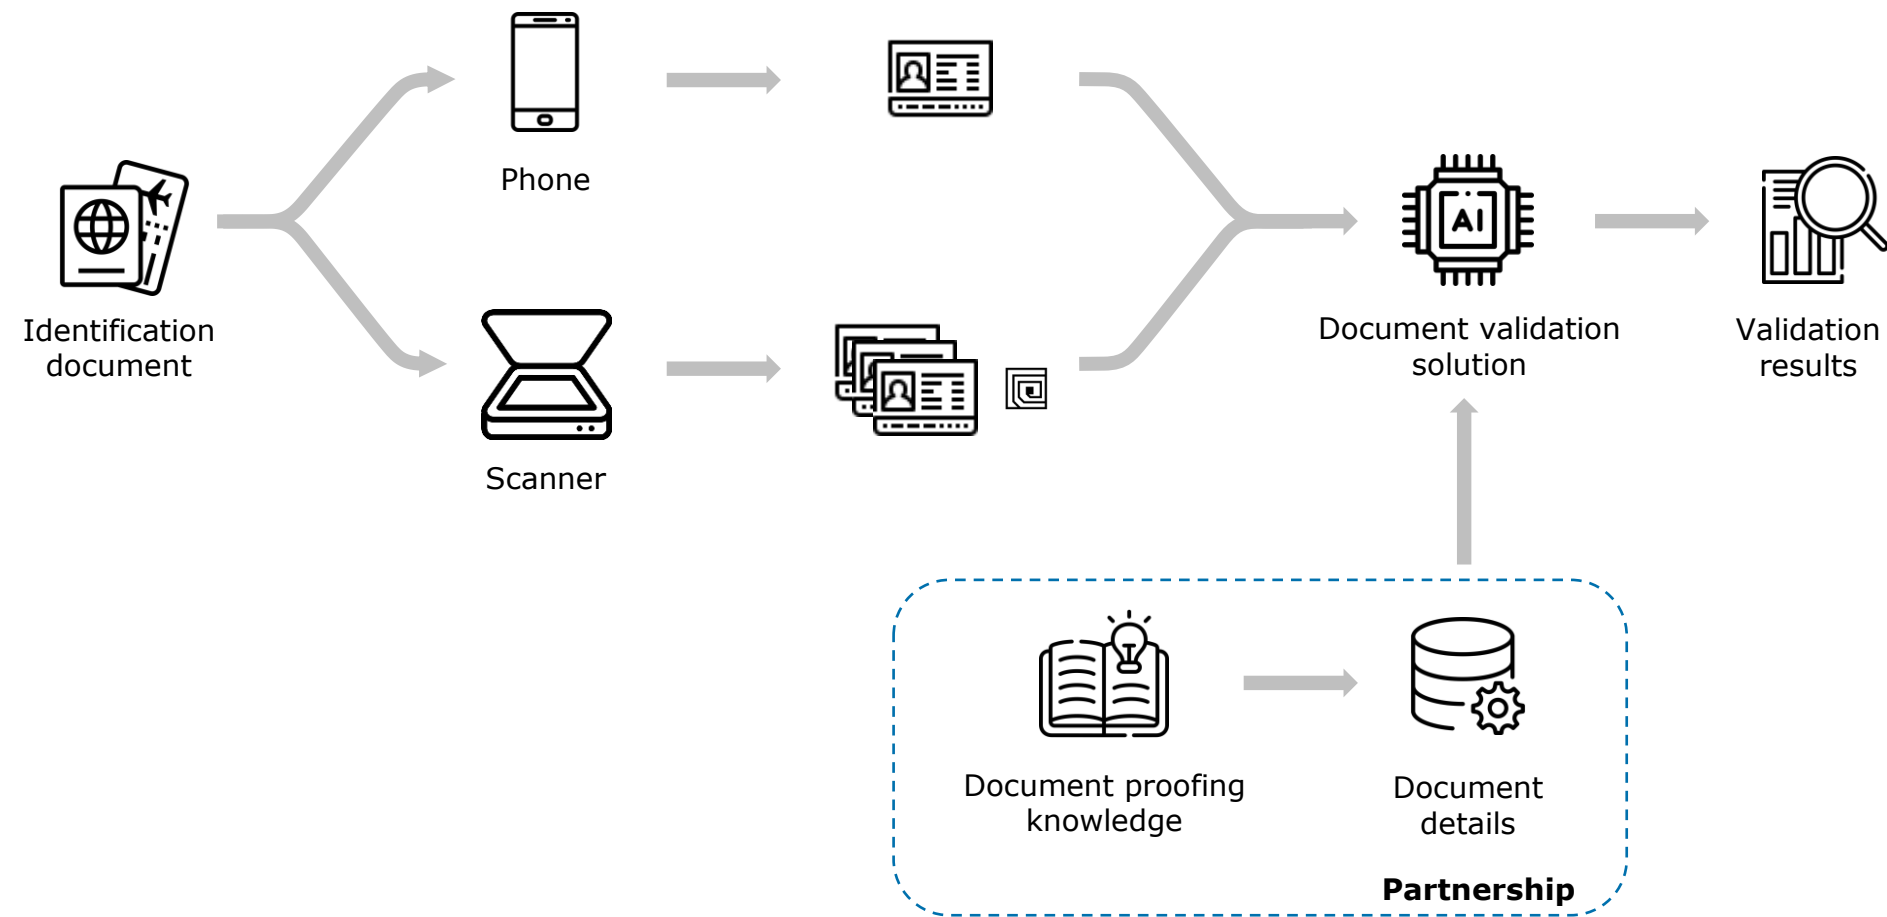 Phone
Identification
document
Scanner
AI
Document validation
solution
Validation
results
Document proofing
knowledge
Document
details
Partnership